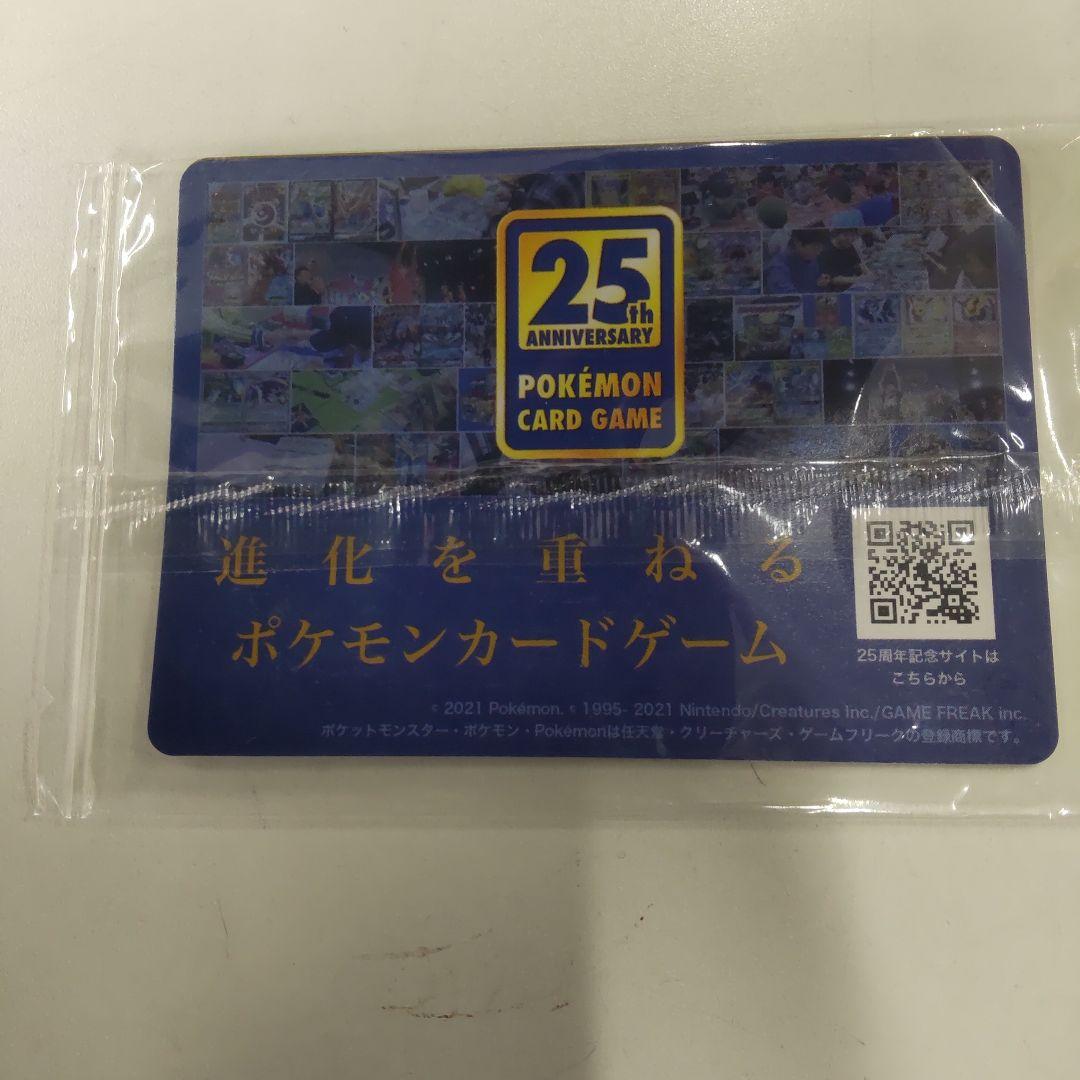 25th
ANNIVERSARY
POKÉMON
CARD GAME
進化を重ねる
ポケモンカードゲーム
25周年記念サイトは
こちらから
© 2021 Pokémon. © 1995- 2021 Nintendo/Creatures Inc./GAME FREAK inc.
ポケットモンスター・ポケモン・Pokémonは任天堂・クリーチャーズ・ゲームフリークの登録商標です。